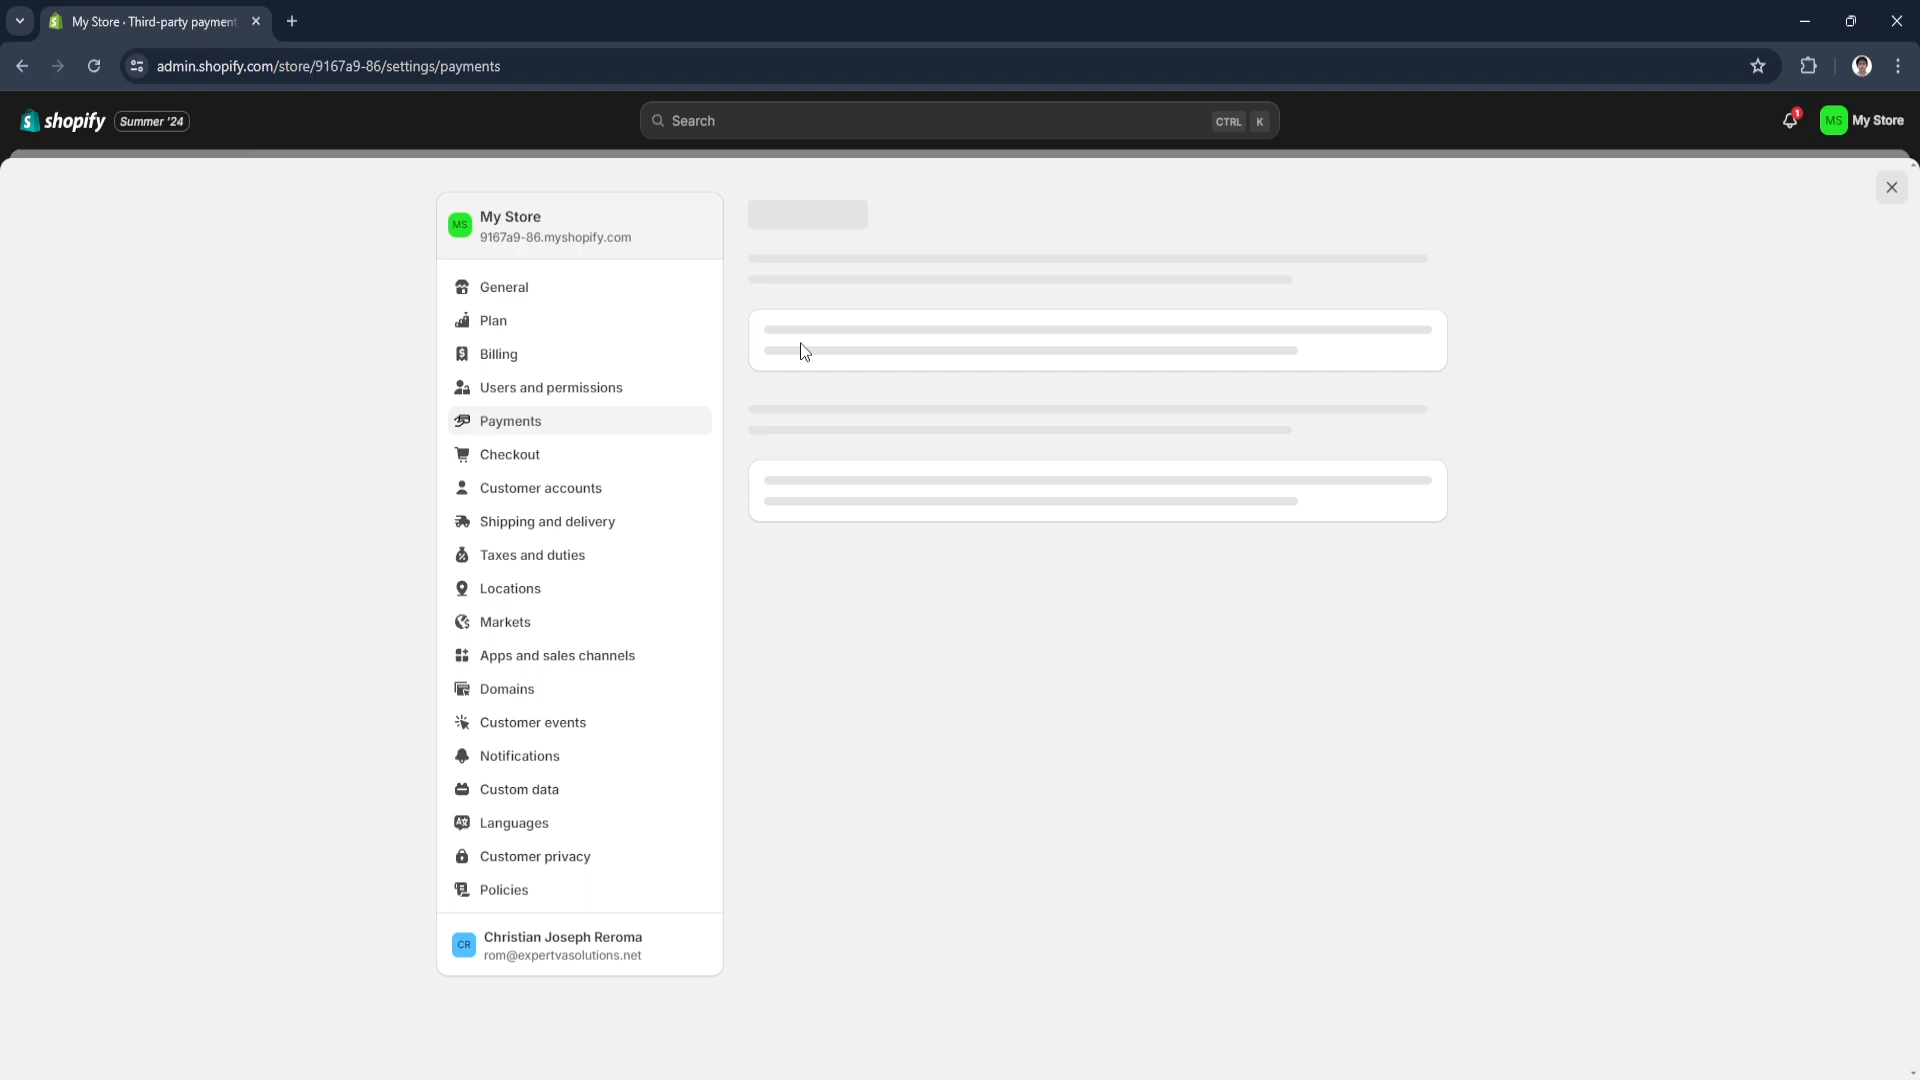 My Store · Third-party payment
admin.shopify.com/store/9167a9-86/settings/payments
shopify
Summer '24
Search
CTRL K
1
MS
My Store
MS
My Store
9167a9-86.myshopify.com
General
Plan
Billing
Users and permissions
Payments
Checkout
Customer accounts
Shipping and delivery
Taxes and duties
Locations
Markets
Apps and sales channels
Domains
Customer events
Notifications
Custom data
Languages
Customer privacy
Policies
CR
Christian Joseph Reroma
rom@expertvasolutions.net